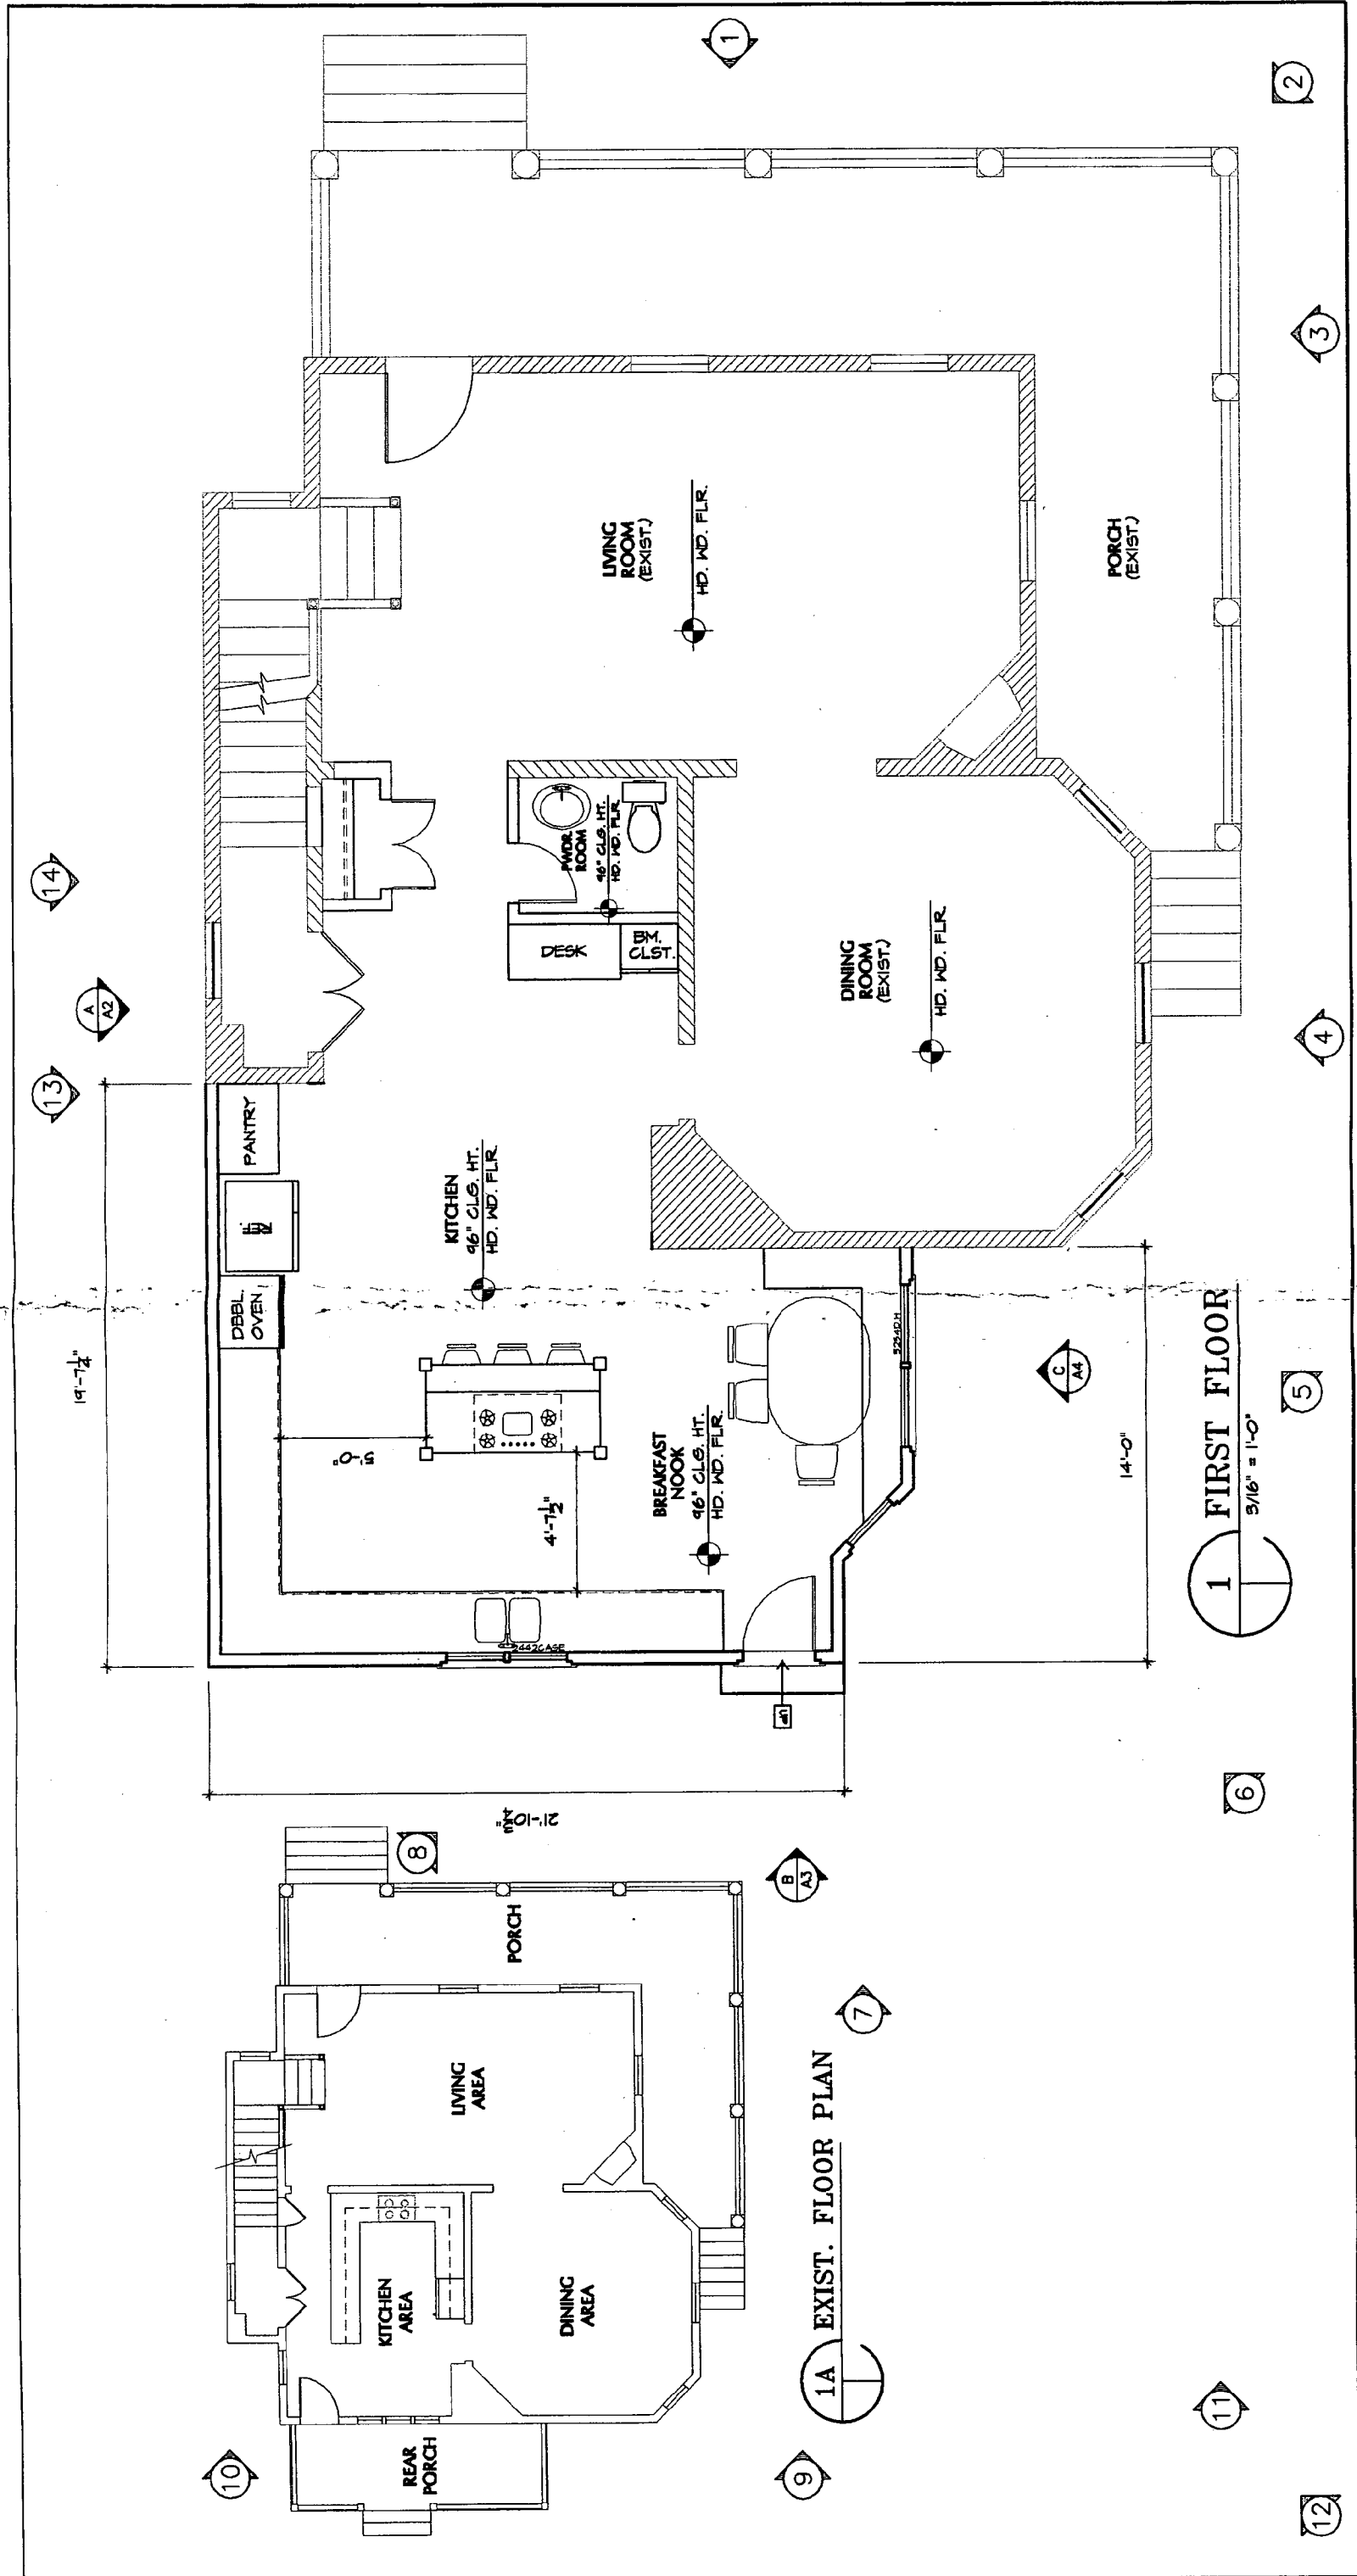 14
A
A2
13
19'-7¼"
1
2
3
LIVING
ROOM
(EXIST.)
HD. WD. FLR.
PORCH
(EXIST.)
PWDR.
ROOM
96" CLG. HT.
HD. WD. FLR.
DESK
BM.
CLST.
DINING
ROOM
(EXIST.)
HD. WD. FLR.
4
PANTRY
DBBL.
OVEN
KITCHEN
96" CLG. HT.
HD. WD. FLR.
5'-0"
4'-7½"
BREAKFAST
NOOK
96" CLG. HT.
HD. WD. FLR.
5254DH
2442CASE
UP
C
A4
14'-0"
21'-10¾"
1
FIRST FLOOR
3/16" = 1'-0"
5
6
8
B
A3
7
PORCH
LIVING
AREA
KITCHEN
AREA
DINING
AREA
REAR
PORCH
1A
EXIST. FLOOR PLAN
10
9
11
12